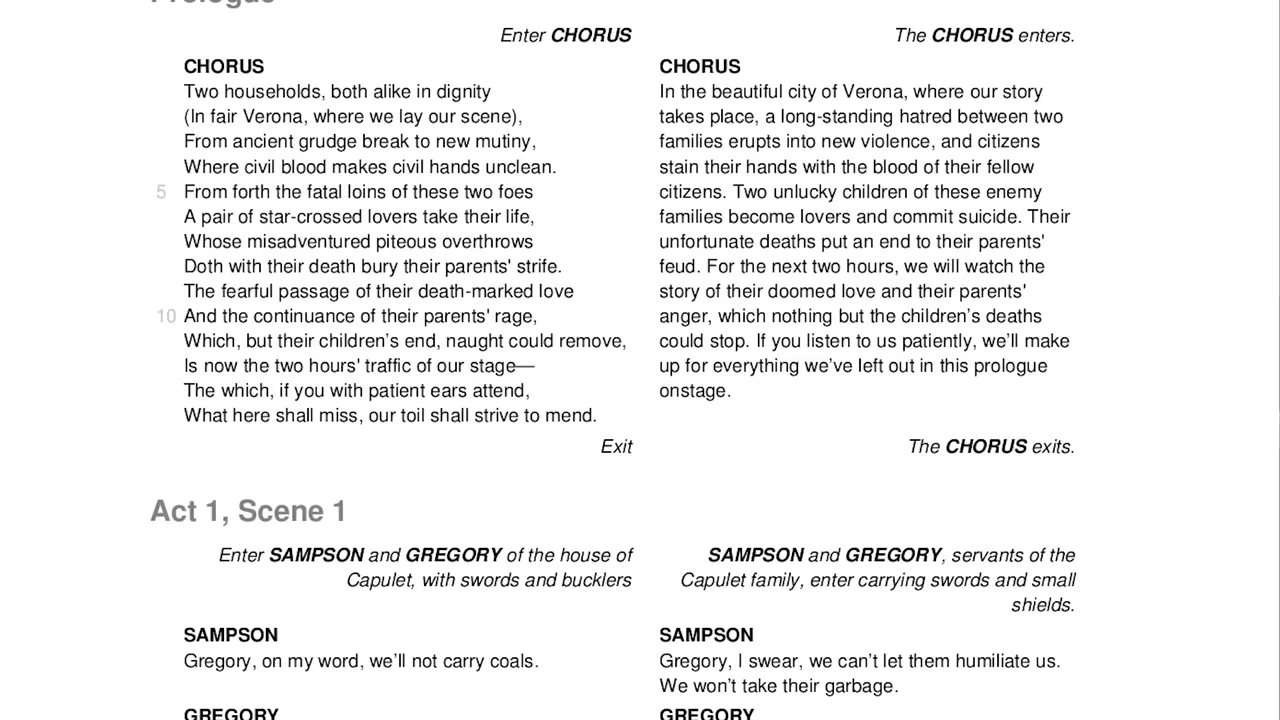 Prologue
Enter CHORUS
CHORUS
Two households, both alike in dignity
(In fair Verona, where we lay our scene),
From ancient grudge break to new mutiny,
Where civil blood makes civil hands unclean.
5 From forth the fatal loins of these two foes
A pair of star-crossed lovers take their life,
Whose misadventured piteous overthrows
Doth with their death bury their parents' strife.
The fearful passage of their death-marked love
10 And the continuance of their parents' rage,
Which, but their children’s end, naught could remove,
Is now the two hours' traffic of our stage—
The which, if you with patient ears attend,
What here shall miss, our toil shall strive to mend.
Exit
The CHORUS enters.
CHORUS
In the beautiful city of Verona, where our story
takes place, a long-standing hatred between two
families erupts into new violence, and citizens
stain their hands with the blood of their fellow
citizens. Two unlucky children of these enemy
families become lovers and commit suicide. Their
unfortunate deaths put an end to their parents'
feud. For the next two hours, we will watch the
story of their doomed love and their parents'
anger, which nothing but the children’s deaths
could stop. If you listen to us patiently, we’ll make
up for everything we’ve left out in this prologue
onstage.
The CHORUS exits.
Act 1, Scene 1
Enter SAMPSON and GREGORY of the house of
Capulet, with swords and bucklers
SAMPSON
Gregory, on my word, we’ll not carry coals.
GREGORY
SAMPSON and GREGORY, servants of the
Capulet family, enter carrying swords and small
shields.
SAMPSON
Gregory, I swear, we can’t let them humiliate us.
We won’t take their garbage.
GREGORY